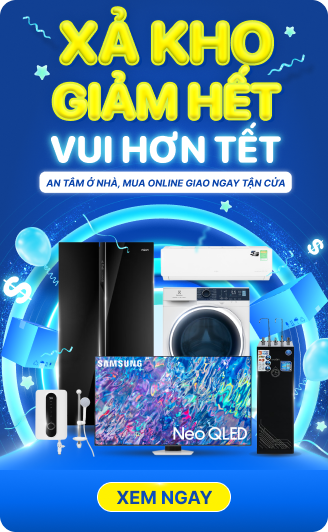 XẢ KHO
GIẢM HẾT
VUI HƠN TẾT
AN TÂM Ở NHÀ, MUA ONLINE GIAO NGAY TẬN CỬA
SAMSUNG
Neo QLED
XEM NGAY